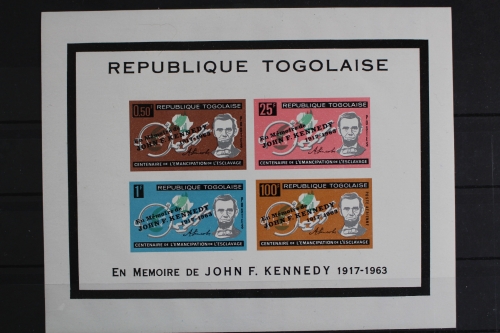 REPUBLIQUE TOGOLAISE
REPUBLIQUE TOGOLAISE
0,50F
En Mémoire de
JOHN F. KENNEDY
1917-1963
CENTENAIRE DE L'EMANCIPATION DE L'ESCLAVAGE
REPUBLIQUE TOGOLAISE
25F
En Mémoire de
JOHN F. KENNEDY
1917-1963
CENTENAIRE DE L'EMANCIPATION DE L'ESCLAVAGE
REPUBLIQUE TOGOLAISE
1F
En Mémoire de
JOHN F. KENNEDY
1917-1963
CENTENAIRE DE L'EMANCIPATION DE L'ESCLAVAGE
REPUBLIQUE TOGOLAISE
100F
En Mémoire de
JOHN F. KENNEDY
1917-1963
CENTENAIRE DE L'EMANCIPATION DE L'ESCLAVAGE
EN MEMOIRE DE JOHN F. KENNEDY 1917-1963